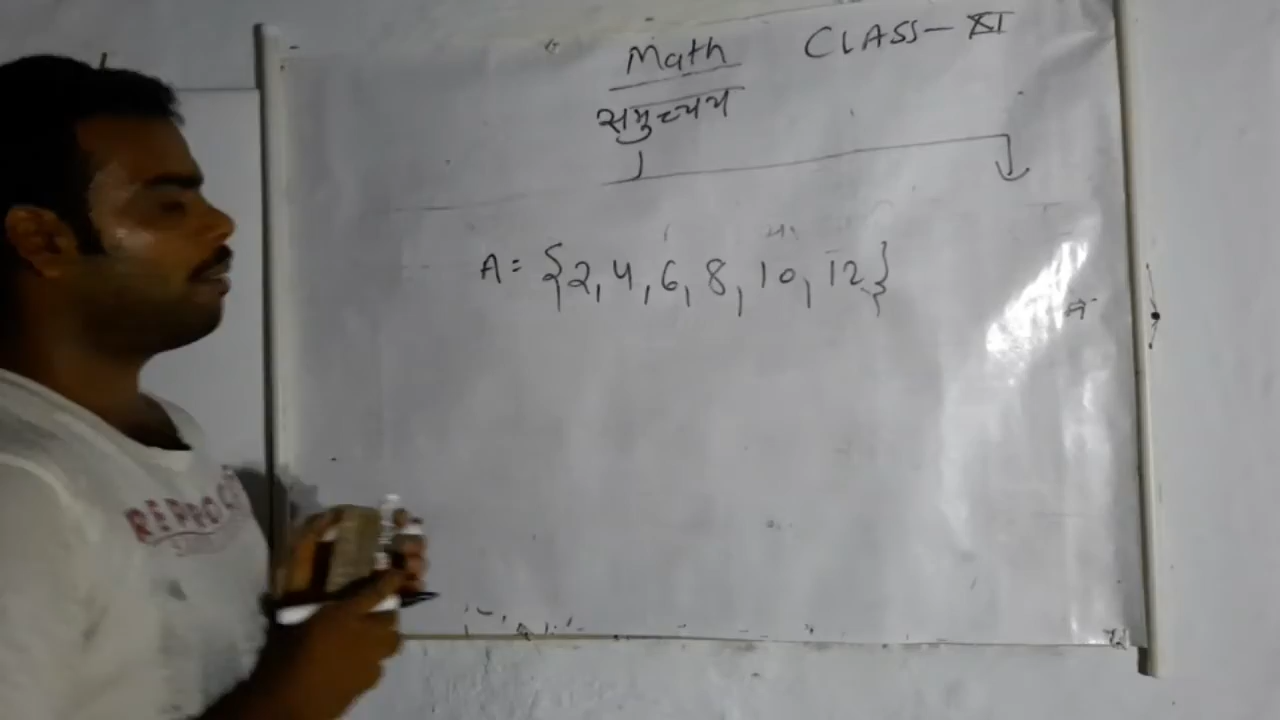 Math CLASS-XI
समुच्चय
A = {2, 4, 6, 8, 10, 12}